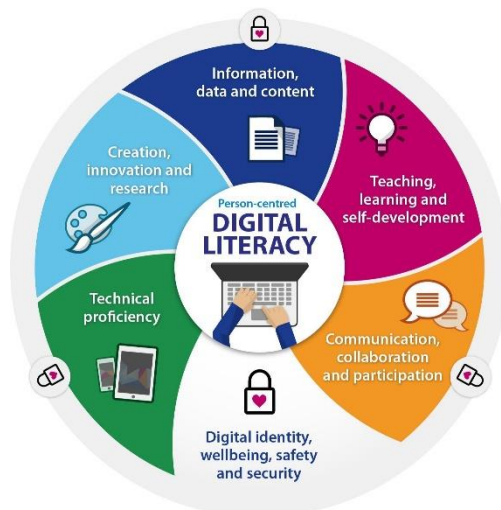 Information,
data and content
Teaching,
learning and
self-development
Communication,
collaboration
and participation
Digital identity,
wellbeing, safety
and security
Technical
proficiency
Creation,
innovation and
research
Person-centred
DIGITAL
LITERACY